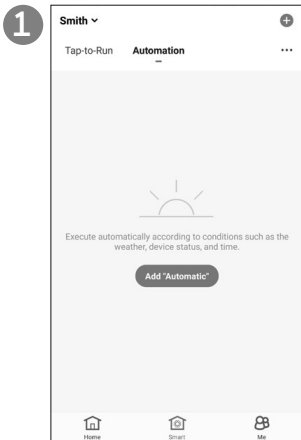 1
Smith
Tap-to-Run Automation
Execute automatically according to conditions such as the
weather, device status, and time.
Add "Automatic"
Home Smart Me